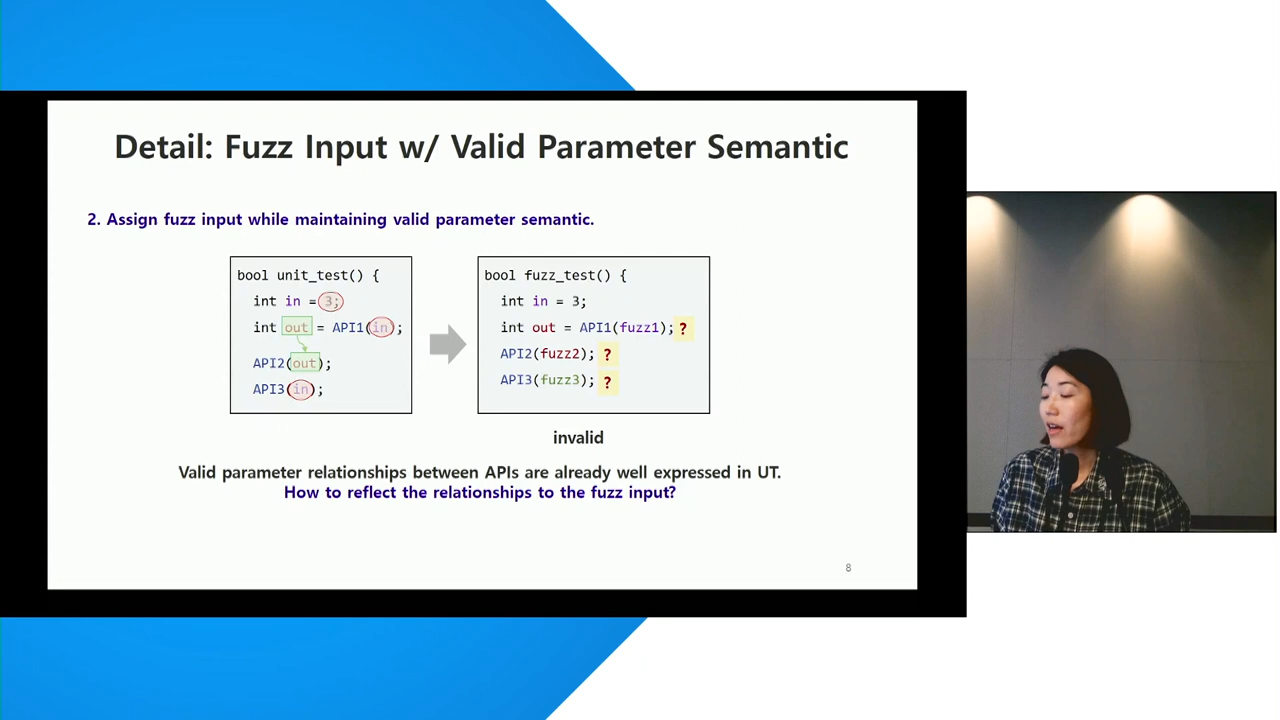 Detail: Fuzz Input w/ Valid Parameter Semantic
2. Assign fuzz input while maintaining valid parameter semantic.
bool unit_test() {
int in = 3;
int out = API1(in);
API2(out);
API3(in);
bool fuzz_test() {
int in = 3;
int out = API1(fuzz1); ?
API2(fuzz2); ?
API3(fuzz3); ?
invalid
Valid parameter relationships between APIs are already well expressed in UT.
How to reflect the relationships to the fuzz input?
8